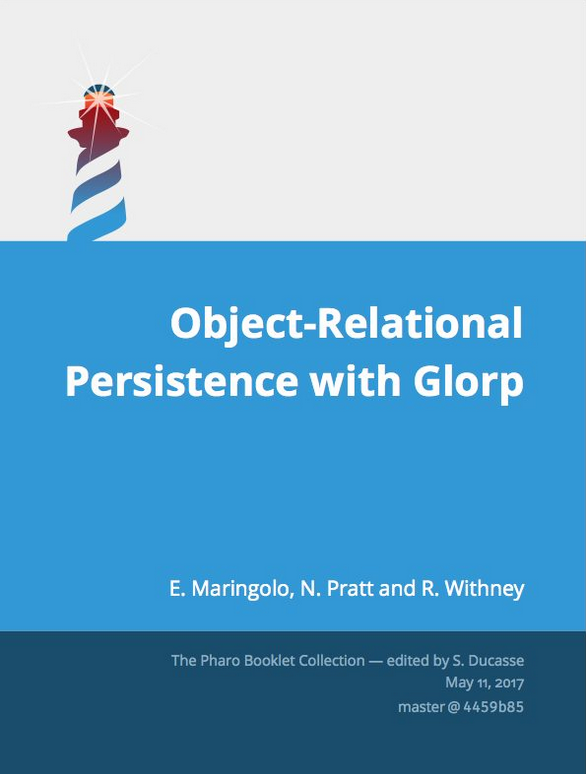 Object-Relational
Persistence with Glorp
E. Maringolo, N. Pratt and R. Withney
The Pharo Booklet Collection — edited by S. Ducasse
May 11, 2017
master @ 4459b85